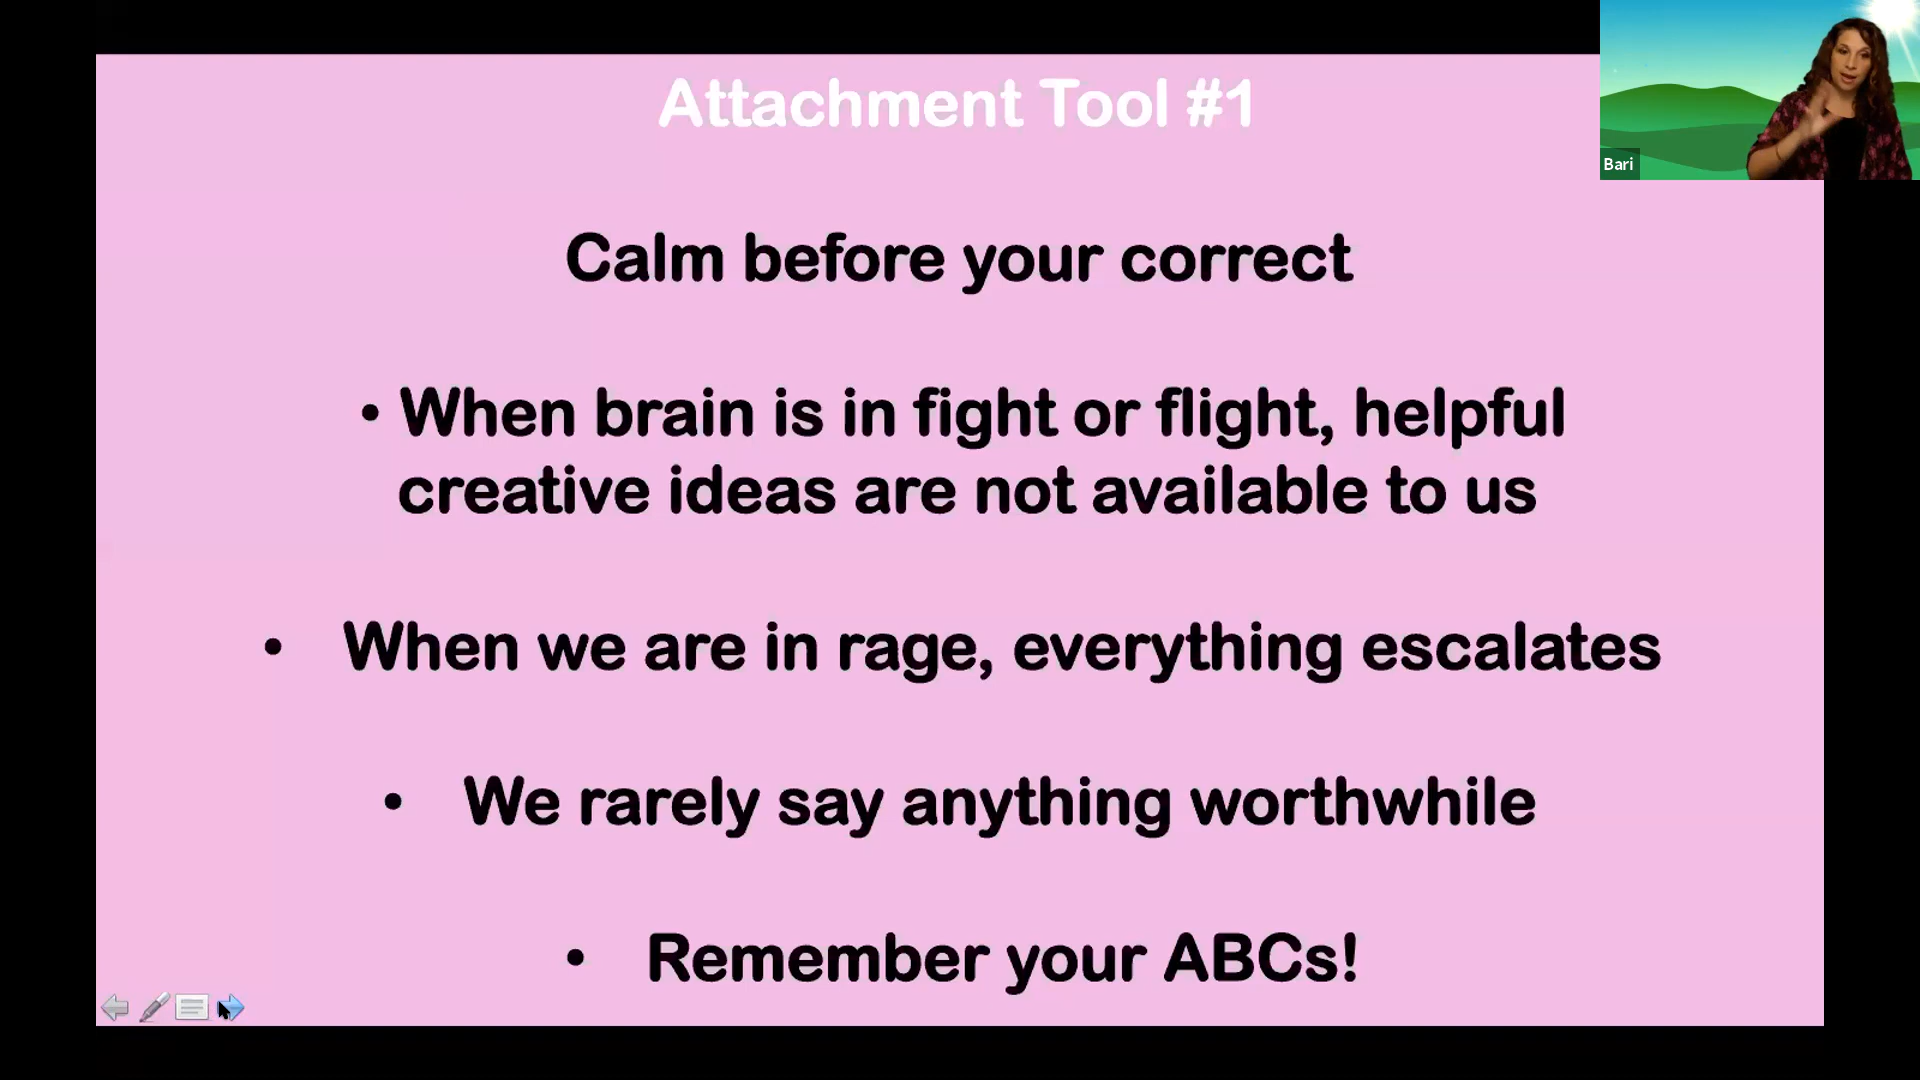 Attachment Tool #1
Bari
Calm before your correct
• When brain is in fight or flight, helpful
creative ideas are not available to us
• When we are in rage, everything escalates
• We rarely say anything worthwhile
• Remember your ABCs!